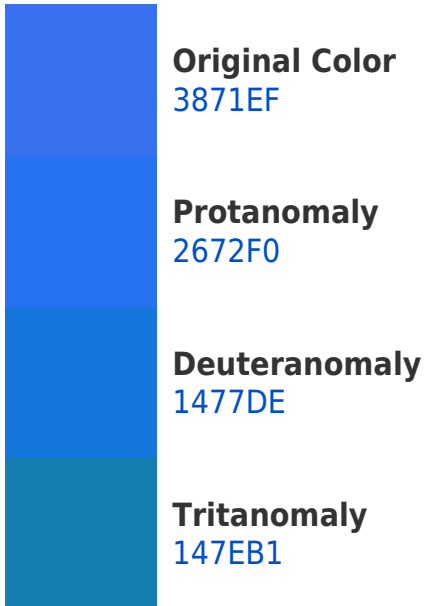 Original Color
3871EF
Protanomaly
2672F0
Deuteranomaly
1477DE
Tritanomaly
147EB1